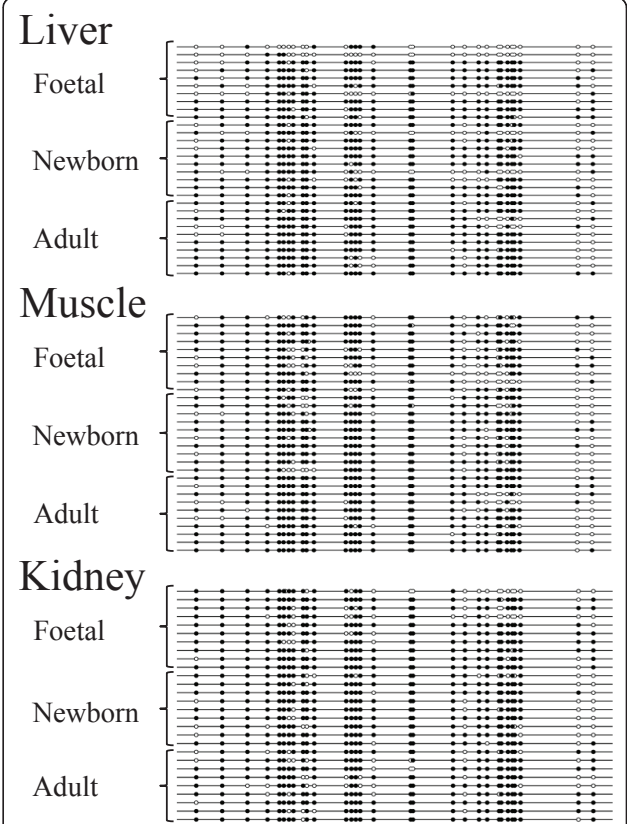 Liver
Foetal
Newborn
Adult
Muscle
Foetal
Newborn
Adult
Kidney
Foetal
Newborn
Adult